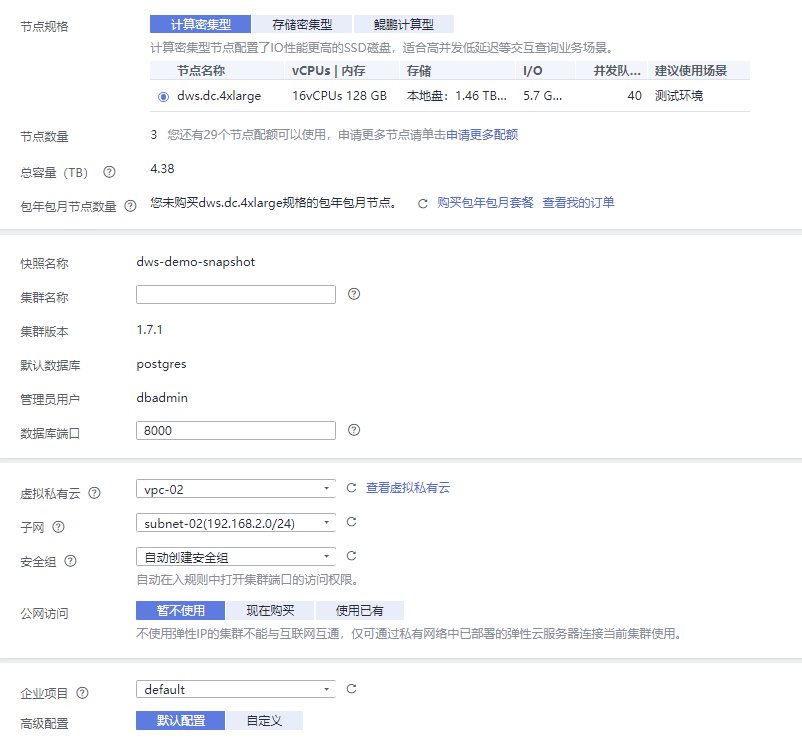 节点规格 计算密集型 存储密集型 鲲鹏计算型
计算密集型节点配置了IO性能更高的SSD磁盘，适合高并发低延迟等交互查询业务场景。
节点名称 vCPUs | 内存 存储 I/O 并发队... 建议使用场景
dws.dc.4xlarge 16vCPUs 128 GB 本地盘：1.46 TB... 5.7 G... 40 测试环境
节点数量 3 您还有29个节点配额可以使用，申请更多节点请单击申请更多配额
总容量（TB） 4.38
包年包月节点数量 您未购买dws.dc.4xlarge规格的包年包月节点。 购买包年包月套餐 查看我的订单
快照名称 dws-demo-snapshot
集群名称
集群版本 1.7.1
默认数据库 postgres
管理员用户 dbadmin
数据库端口 8000
虚拟私有云 vpc-02 查看虚拟私有云
子网 subnet-02(192.168.2.0/24)
安全组 自动创建安全组
自动在入规则中打开集群端口的访问权限。
公网访问 暂不使用 现在购买 使用已有
不使用弹性IP的集群不能与互联网互通，仅可通过私有网络中已部署的弹性云服务器连接当前集群使用。
企业项目 default
高级配置 默认配置 自定义